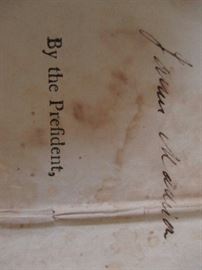 James Madison
By the Preſident,